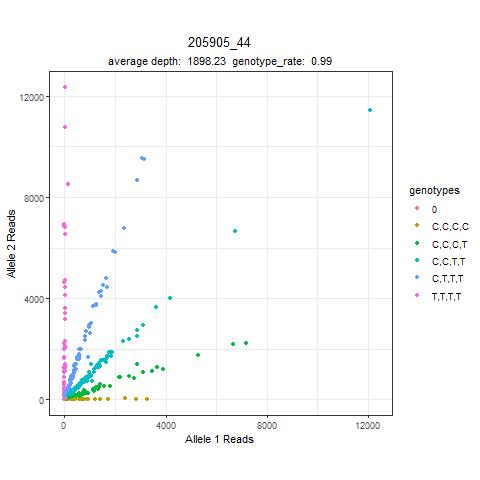 205905_44
average depth:  1898.23  genotype_rate:  0.99
12000
8000
4000
0
Allele 2 Reads
0
4000
8000
12000
Allele 1 Reads
genotypes
0
C,C,C,C
C,C,C,T
C,C,T,T
C,T,T,T
T,T,T,T